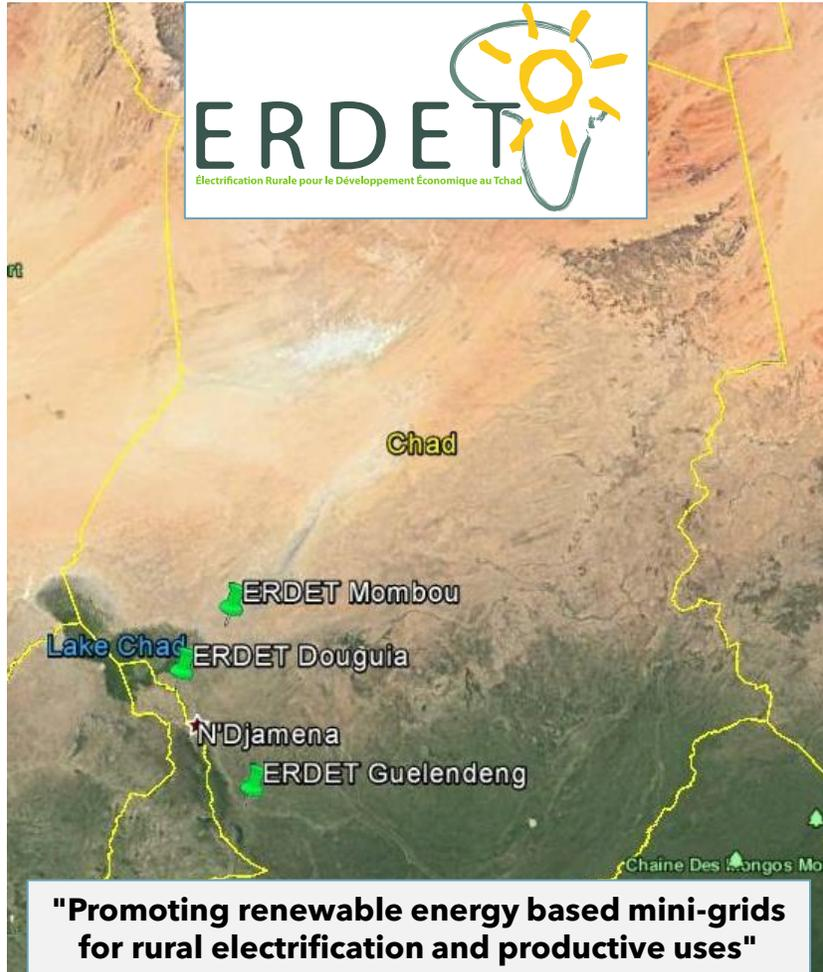 ERDET
Électrification Rurale pour le Développement Économique au Tchad
rt
Chad
ERDET Mombou
Lake Chad
ERDET Douguia
N'Djamena
ERDET Guelendeng
Chaine Des Mo
"Promoting renewable energy based mini-grids
for rural electrification and productive uses"